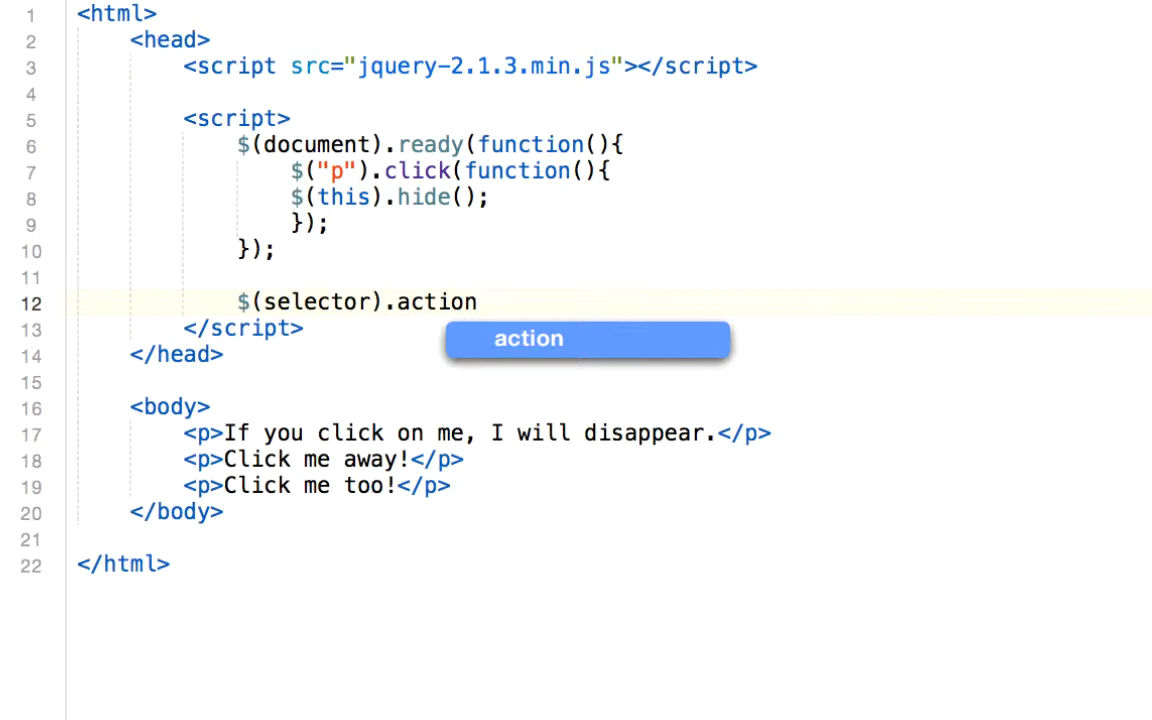 1 <html>
2 <head>
3 <script src="jquery-2.1.3.min.js"></script>
4
5 <script>
6 $(document).ready(function(){
7 $("p").click(function(){
8 $(this).hide();
9 });
10 });
11
12 $(selector).action
13 </script>
action
14 </head>
15
16 <body>
17 <p>If you click on me, I will disappear.</p>
18 <p>Click me away!</p>
19 <p>Click me too!</p>
20 </body>
21
22 </html>